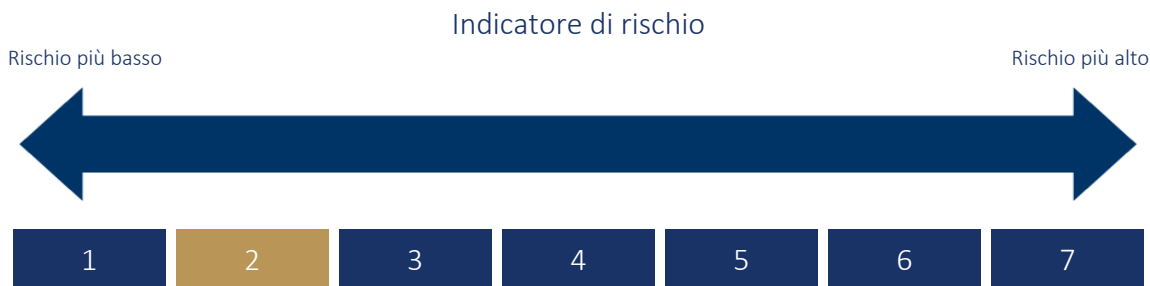 Indicatore di rischio
Rischio più basso Rischio più alto
1 2 3 4 5 6 7